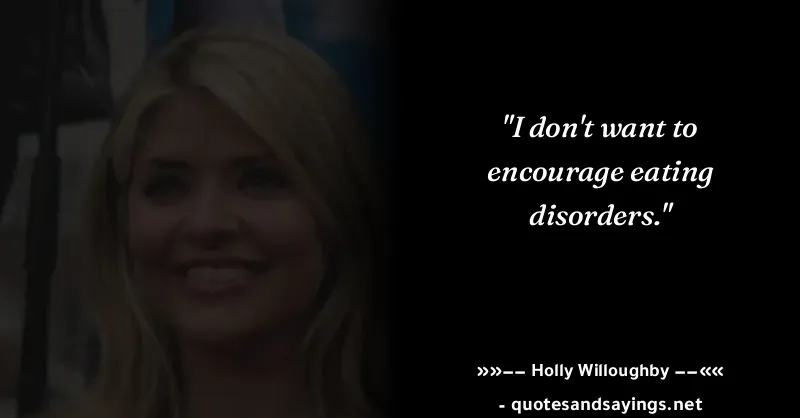 "I don't want to
encourage eating
disorders."
»»–– Holly Willoughby ––««
- quotesandsayings.net